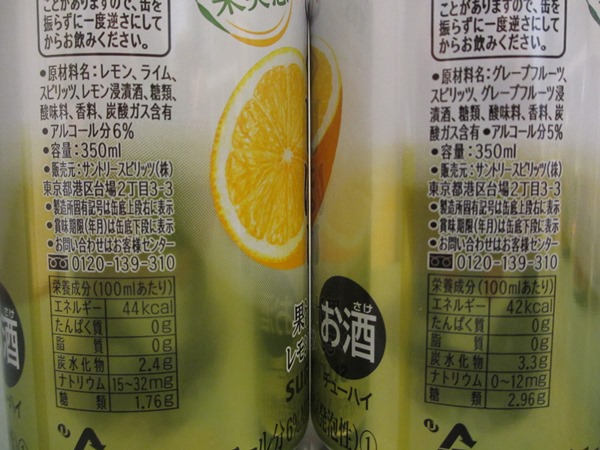 ことがありますので、缶を
振らずに一度逆さにして
からお飲みください。
●原材料名:レモン、ライム、
スピリッツ、レモン浸漬酒、糖類、
酸味料、香料、炭酸ガス含有
●アルコール分6%
●容量:350ml
●販売元:サントリースピリッツ(株)
東京都港区台場2丁目3-3
●製造所固有記号は缶底上段右に表示
●賞味期限(年月)は缶底下段に表示
●お問い合わせはお客様センター
0120-139-310
栄養成分(100mlあたり)
エネルギー 44kcal
たんぱく質 0g
脂質 0g
炭水化物 2.4g
ナトリウム 15~32mg
糖類 1.76g
酒
ことがありますので、缶を
振らずに一度逆さにして
からお飲みください。
●原材料名:グレープフルーツ、
スピリッツ、グレープフルーツ浸
漬酒、糖類、酸味料、香料、炭酸
ガス含有●アルコール分5%
●容量:350ml
●販売元:サントリースピリッツ(株)
東京都港区台場2丁目3-3
●製造所固有記号は缶底上段右に表示
●賞味期限(年月)は缶底下段に表示
●お問い合わせはお客様センター
0120-139-310
栄養成分(100mlあたり)
エネルギー 42kcal
たんぱく質 0g
脂質 0g
炭水化物 3.3g
ナトリウム 0~12mg
糖類 2.96g
お酒
さけ
チューハイ
発泡性)①